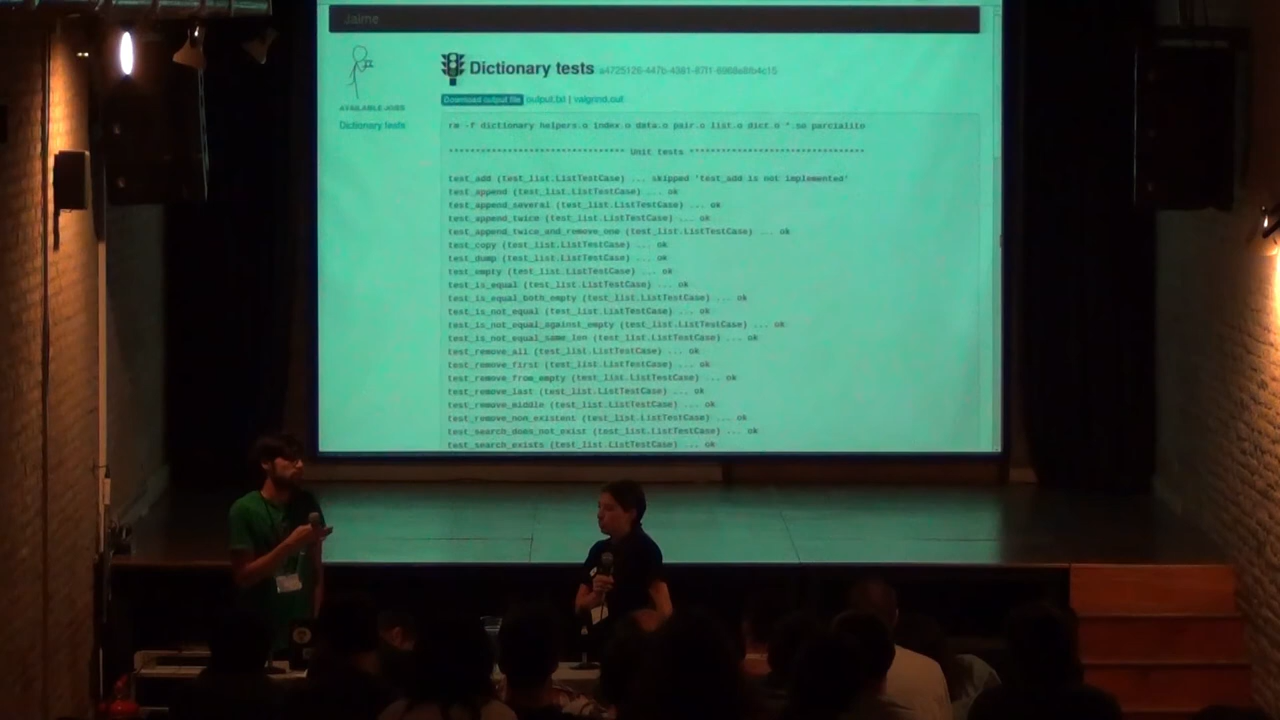 Jaime
Dictionary tests
AVAILABLE JOBS
Dictionary tests
Download output file output.txt | valgrind.out
rm -f dictionary helpers.o index.o data.o pair.o list.o dict.o *.so parcialito
********************************* Unit tests *********************************
test_add (test_list.ListTestCase) ... skipped 'test_add is not implemented'
test_append (test_list.ListTestCase) ... ok
test_append_several (test_list.ListTestCase) ... ok
test_append_twice (test_list.ListTestCase) ... ok
test_append_twice_and_remove_one (test_list.ListTestCase) ... ok
test_copy (test_list.ListTestCase) ... ok
test_dump (test_list.ListTestCase) ... ok
test_empty (test_list.ListTestCase) ... ok
test_is_equal (test_list.ListTestCase) ... ok
test_is_equal_both_empty (test_list.ListTestCase) ... ok
test_is_not_equal (test_list.ListTestCase) ... ok
test_is_not_equal_against_empty (test_list.ListTestCase) ... ok
test_is_not_equal_same_len (test_list.ListTestCase) ... ok
test_remove_all (test_list.ListTestCase) ... ok
test_remove_first (test_list.ListTestCase) ... ok
test_remove_from_empty (test_list.ListTestCase) ... ok
test_remove_last (test_list.ListTestCase) ... ok
test_remove_middle (test_list.ListTestCase) ... ok
test_remove_non_existent (test_list.ListTestCase) ... ok
test_search_does_not_exist (test_list.ListTestCase) ... ok
test_search_exists (test_list.ListTestCase) ... ok